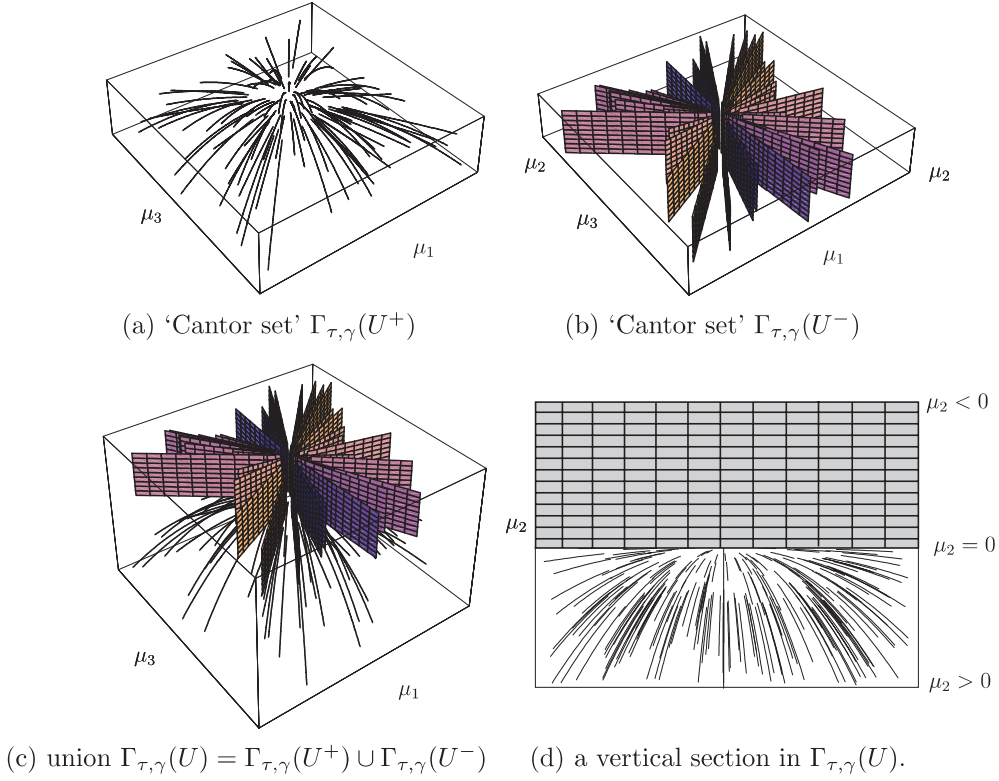 μ₃
μ₁
(a) ‘Cantor set’ Γτ,γ(U⁺)
μ₂
μ₂
μ₃
μ₁
(b) ‘Cantor set’ Γτ,γ(U⁻)
μ₃
μ₁
(c) union Γτ,γ(U) = Γτ,γ(U⁺) ∪ Γτ,γ(U⁻)
μ₂ < 0
μ₂
μ₂ = 0
μ₂ > 0
(d) a vertical section in Γτ,γ(U).